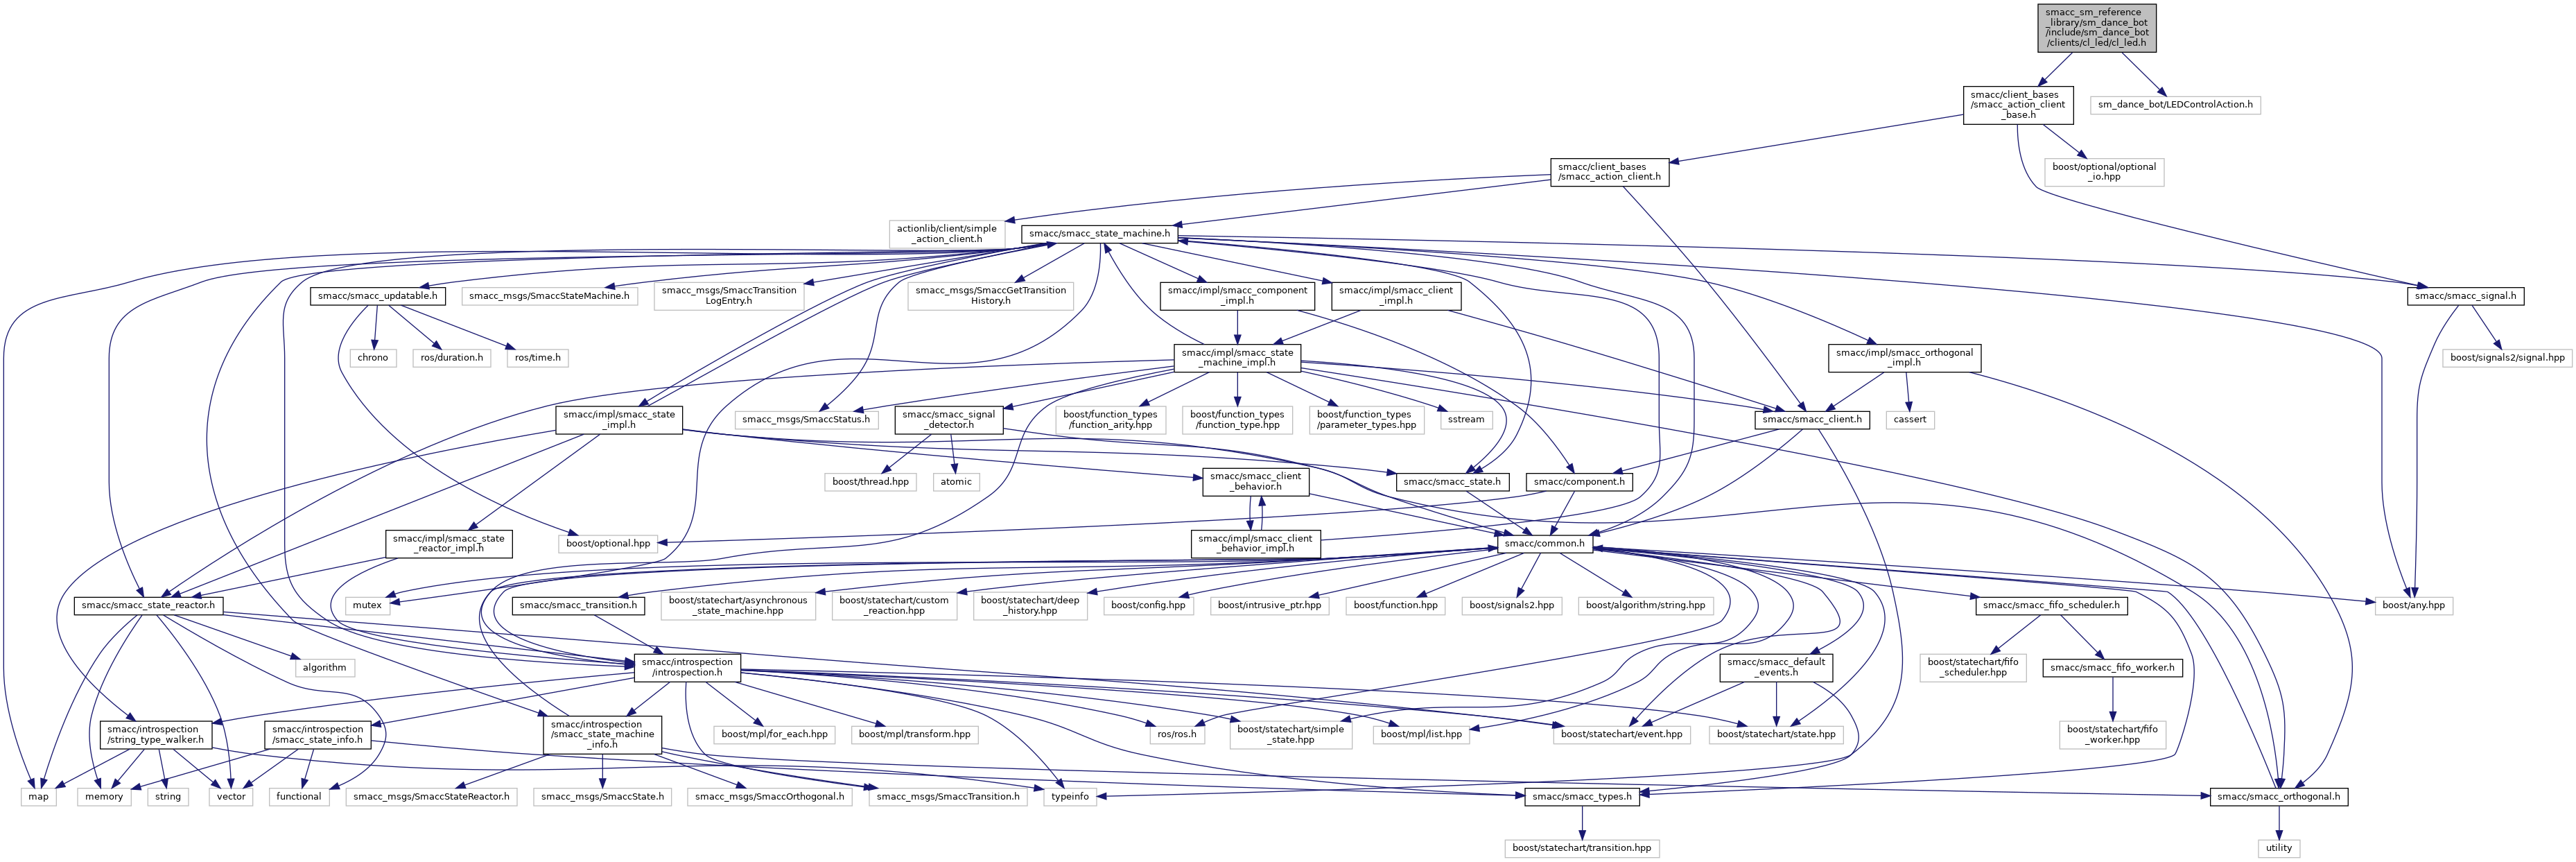 smacc_sm_reference
_library/sm_dance_bot
/include/sm_dance_bot
/clients/cl_led/cl_led.h
smacc/client_bases
/smacc_action_client
_base.h
sm_dance_bot/LEDControlAction.h
smacc/client_bases
/smacc_action_client.h
boost/optional/optional
_io.hpp
actionlib/client/simple
_action_client.h
smacc/smacc_state_machine.h
smacc/smacc_updatable.h
smacc_msgs/SmaccStateMachine.h
smacc_msgs/SmaccTransition
LogEntry.h
smacc_msgs/SmaccGetTransition
History.h
smacc/impl/smacc_component
_impl.h
smacc/impl/smacc_client
_impl.h
smacc/smacc_signal.h
chrono
ros/duration.h
ros/time.h
smacc/impl/smacc_state
_machine_impl.h
smacc/impl/smacc_orthogonal
_impl.h
boost/signals2/signal.hpp
smacc/impl/smacc_state
_impl.h
smacc_msgs/SmaccStatus.h
smacc/smacc_signal
_detector.h
boost/function_types
/function_arity.hpp
boost/function_types
/function_type.hpp
boost/function_types
/parameter_types.hpp
sstream
smacc/smacc_client.h
cassert
boost/thread.hpp
atomic
smacc/smacc_client
_behavior.h
smacc/smacc_state.h
smacc/component.h
smacc/impl/smacc_state
_reactor_impl.h
boost/optional.hpp
smacc/impl/smacc_client
_behavior_impl.h
smacc/common.h
smacc/smacc_state_reactor.h
mutex
smacc/smacc_transition.h
boost/statechart/asynchronous
_state_machine.hpp
boost/statechart/custom
_reaction.hpp
boost/statechart/deep
_history.hpp
boost/config.hpp
boost/intrusive_ptr.hpp
boost/function.hpp
boost/signals2.hpp
boost/algorithm/string.hpp
smacc/smacc_fifo_scheduler.h
boost/any.hpp
algorithm
smacc/introspection
/introspection.h
smacc/smacc_default
_events.h
boost/statechart/fifo
_scheduler.hpp
smacc/smacc_fifo_worker.h
smacc/introspection
/string_type_walker.h
smacc/introspection
/smacc_state_info.h
smacc/introspection
/smacc_state_machine
_info.h
boost/mpl/for_each.hpp
boost/mpl/transform.hpp
ros/ros.h
boost/statechart/simple
_state.hpp
boost/mpl/list.hpp
boost/statechart/event.hpp
boost/statechart/state.hpp
boost/statechart/fifo
_worker.hpp
map
memory
string
vector
functional
smacc_msgs/SmaccStateReactor.h
smacc_msgs/SmaccState.h
smacc_msgs/SmaccOrthogonal.h
smacc_msgs/SmaccTransition.h
typeinfo
smacc/smacc_types.h
smacc/smacc_orthogonal.h
boost/statechart/transition.hpp
utility